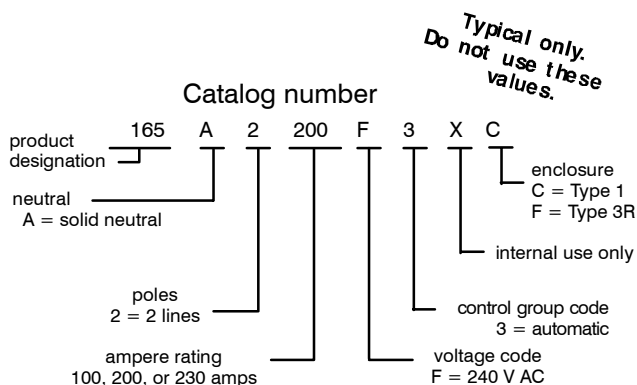 Typical only.
Do not use these
values.
Catalog number
165 A 2 200 F 3 X C
product
designation
neutral
A = solid neutral
enclosure
C = Type 1
F = Type 3R
internal use only
poles
2 = 2 lines
control group code
3 = automatic
ampere rating
100, 200, or 230 amps
voltage code
F = 240 V AC